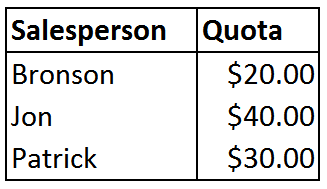 Salesperson Quota
Bronson $20.00
Jon $40.00
Patrick $30.00